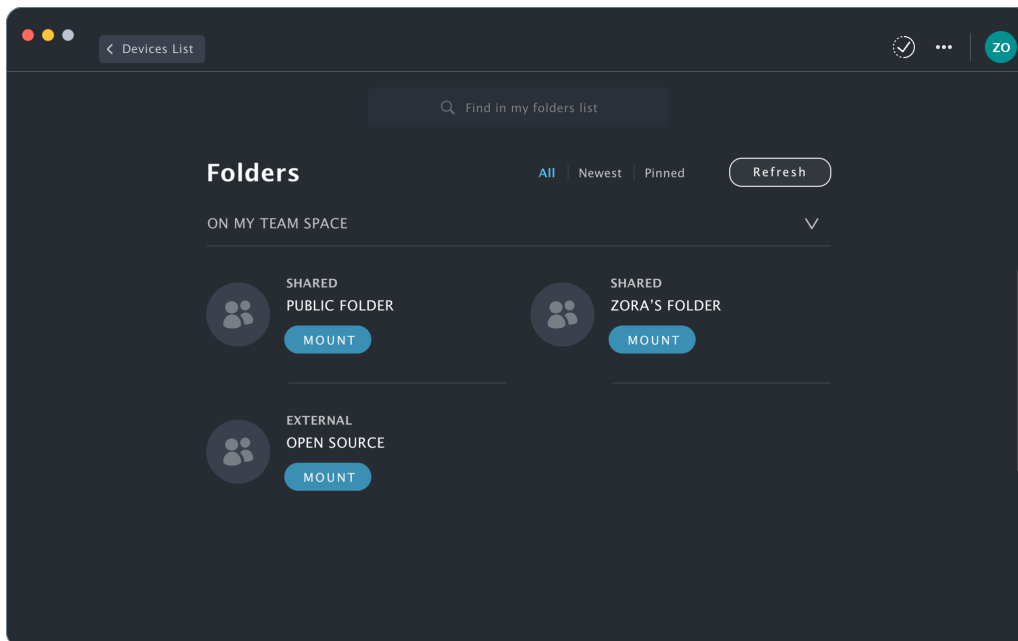 Devices List
ZO
Find in my folders list
Folders
All
Newest
Pinned
Refresh
ON MY TEAM SPACE
SHARED
PUBLIC FOLDER
MOUNT
SHARED
ZORA’S FOLDER
MOUNT
EXTERNAL
OPEN SOURCE
MOUNT